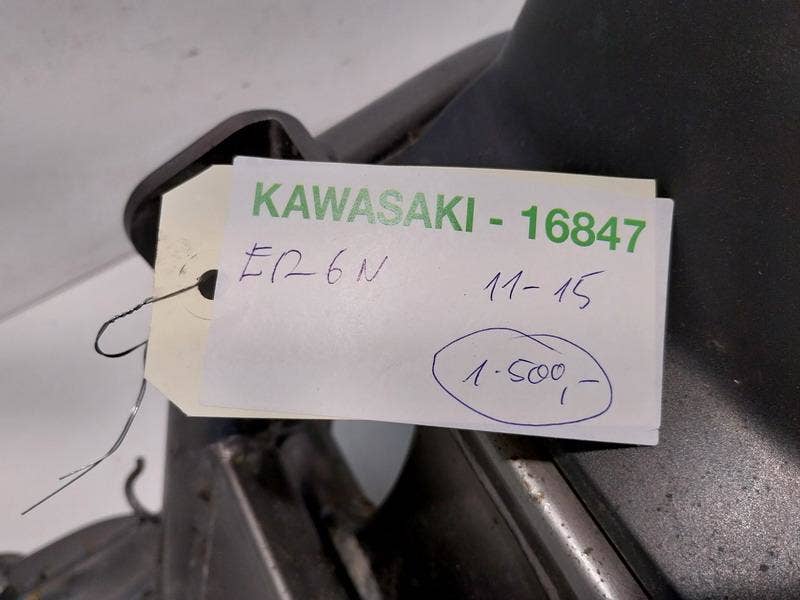 KAWASAKI - 16847
ER6N 11-15
1.500,-